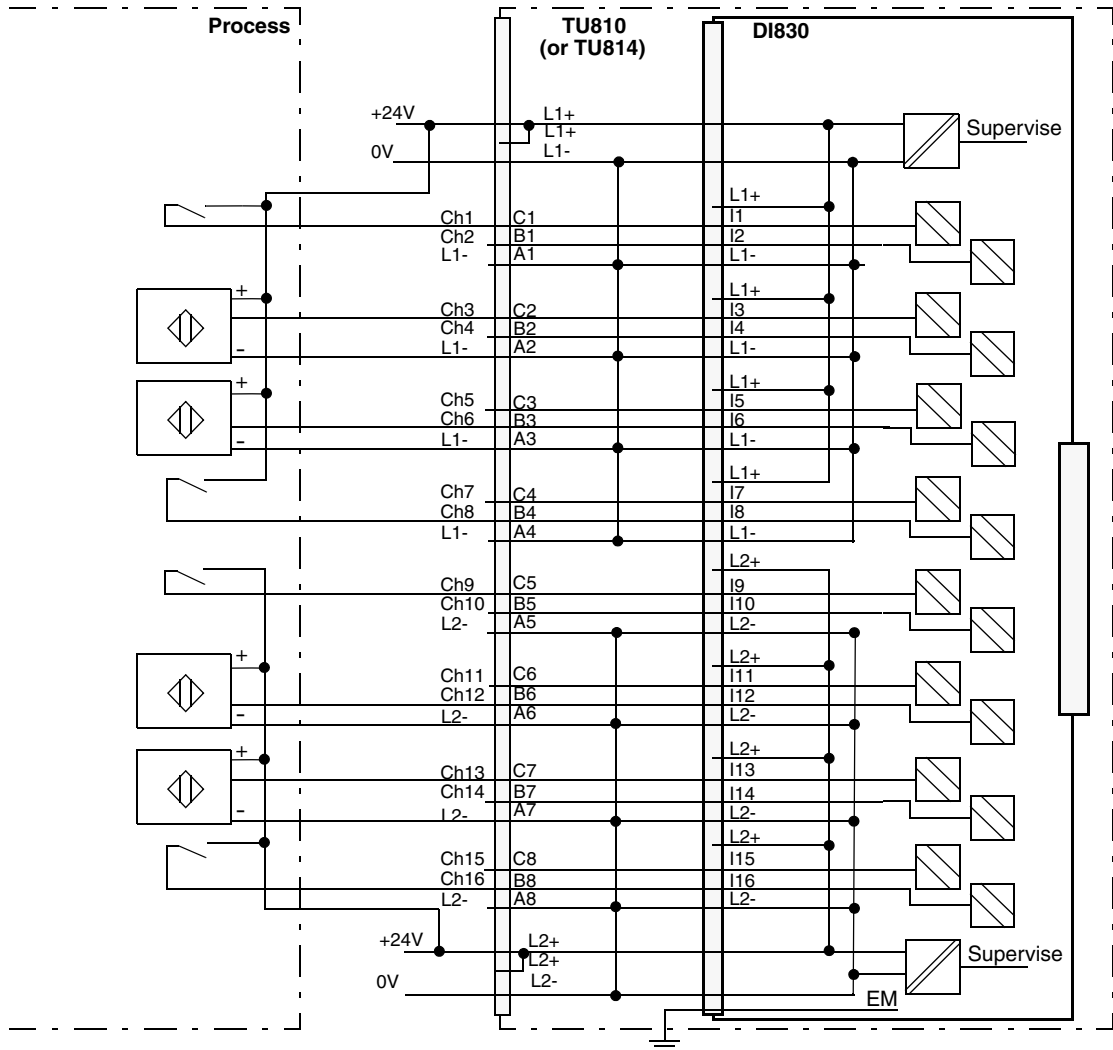 Process
TU810
(or TU814)
DI830
+24V
L1+
L1+
0V
L1-
Supervise
L1+
Ch1 C1 I1
Ch2 B1 I2
L1- A1 L1-
+
L1+
Ch3 C2 I3
Ch4 B2 I4
- L1- A2 L1-
+
L1+
Ch5 C3 I5
Ch6 B3 I6
- L1- A3 L1-
L1+
Ch7 C4 I7
Ch8 B4 I8
L1- A4 L1-
L2+
Ch9 C5 I9
Ch10 B5 I10
L2- A5 L2-
+
L2+
Ch11 C6 I11
Ch12 B6 I12
- L2- A6 L2-
+
L2+
Ch13 C7 I13
Ch14 B7 I14
- L2- A7 L2-
L2+
Ch15 C8 I15
Ch16 B8 I16
L2- A8 L2-
+24V
L2+
L2+
Supervise
0V
L2-
EM